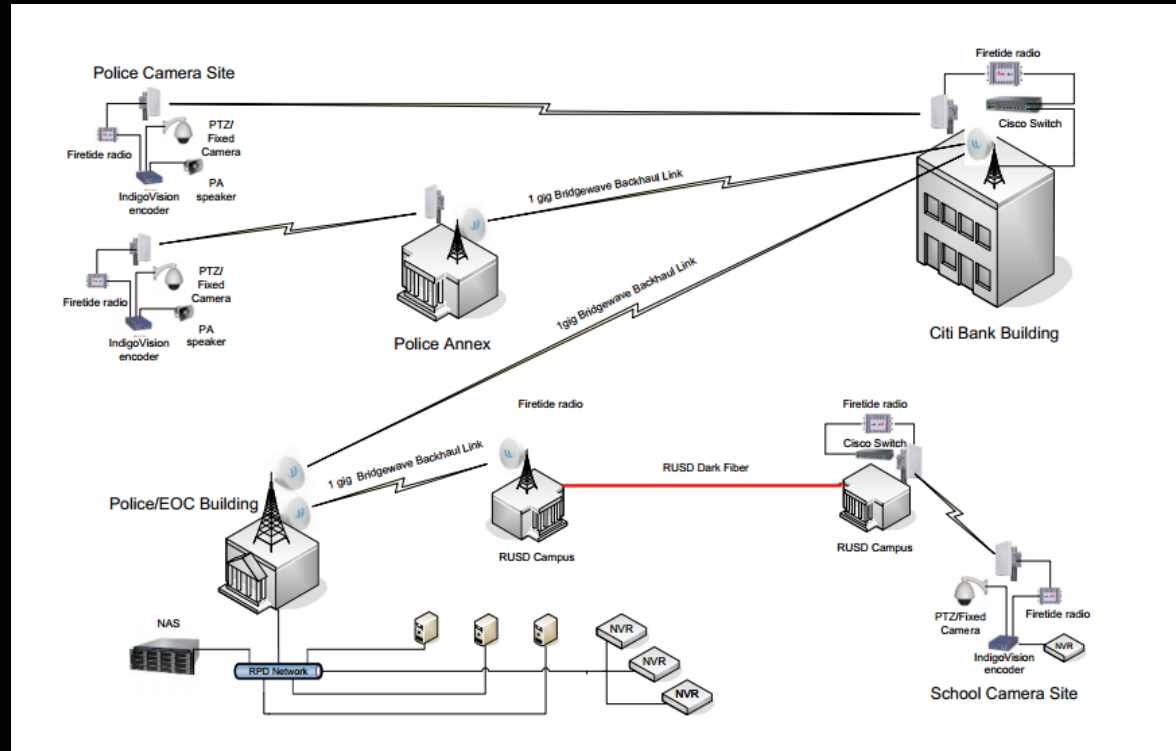 Firetide radio
Police Camera Site
Cisco Switch
PTZ/
Fixed
Camera
Firetide radio
PA
speaker
IndigoVision
encoder
1 gig Bridgewave Backhaul Link
PTZ/
Fixed
Camera
Firetide radio
PA
speaker
IndigoVision
encoder
Police Annex
1gig Bridgewave Backhaul Link
Citi Bank Building
Firetide radio
Firetide radio
Cisco Switch
1 gig Bridgewave Backhaul Link
RUSD Dark Fiber
Police/EOC Building
RUSD Campus
RUSD Campus
PTZ/Fixed
Camera
Firetide radio
IndigoVision
encoder
NVR
School Camera Site
NAS
RPD Network
NVR
NVR
NVR